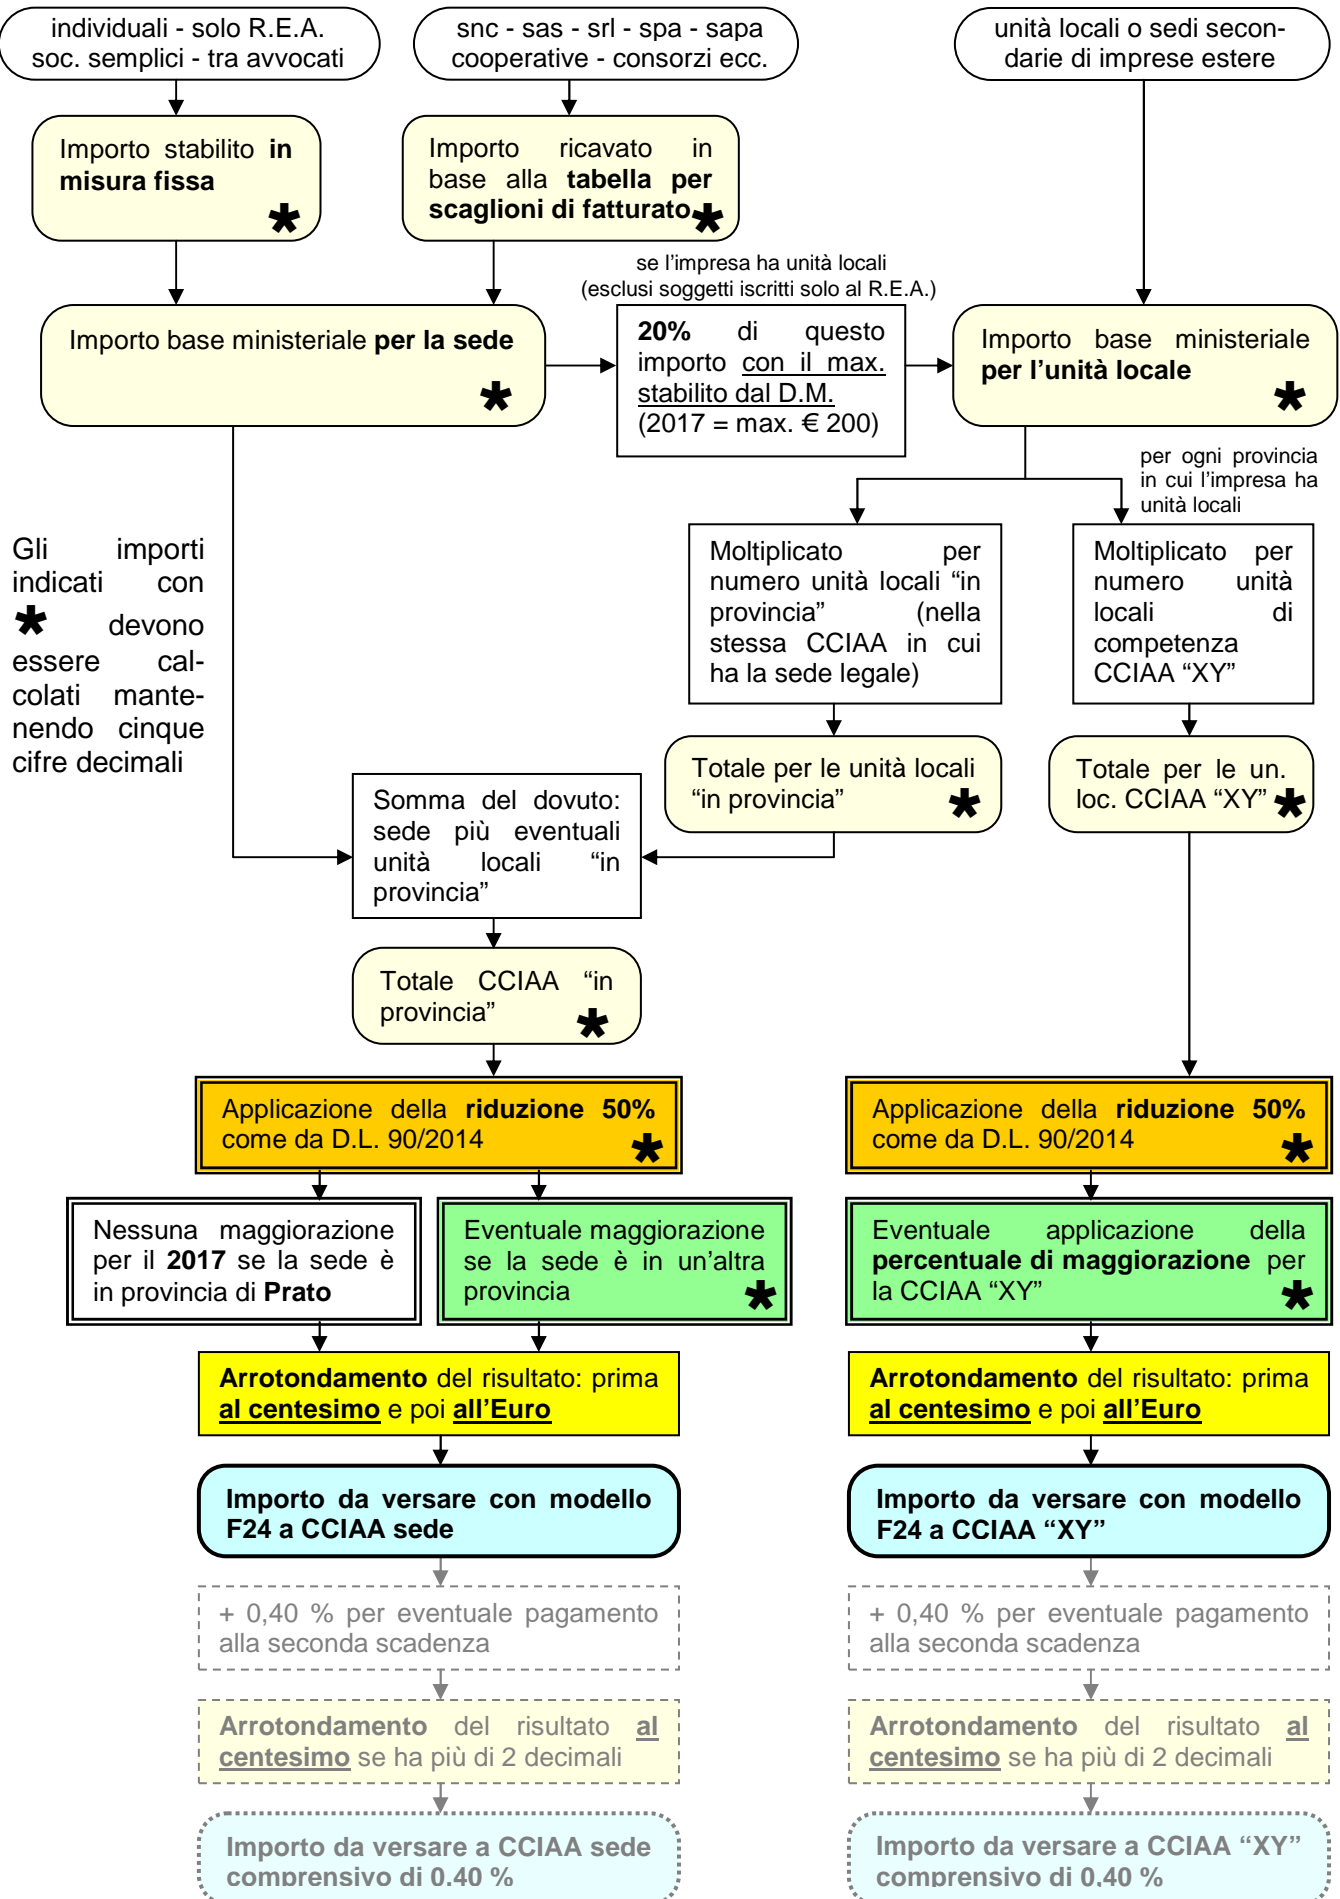 individuali - solo R.E.A.
soc. semplici - tra avvocati
snc - sas - srl - spa - sapa
cooperative - consorzi ecc.
unità locali o sedi secon-
darie di imprese estere
Importo stabilito in
misura fissa
*
Importo ricavato in
base alla tabella per
scaglioni di fatturato
*
se l'impresa ha unità locali
(esclusi soggetti iscritti solo al R.E.A.)
Importo base ministeriale per la sede
*
20% di questo
importo con il max.
stabilito dal D.M.
(2017 = max. € 200)
Importo base ministeriale
per l'unità locale
*
per ogni provincia
in cui l'impresa ha
unità locali
Gli importi
indicati con
* devono
essere cal-
colati mante-
nendo cinque
cifre decimali
Moltiplicato per
numero unità locali “in
provincia” (nella
stessa CCIAA in cui
ha la sede legale)
Moltiplicato per
numero unità
locali di
competenza
CCIAA “XY”
Totale per le unità locali
“in provincia”
*
Totale per le un.
loc. CCIAA “XY”
*
Somma del dovuto:
sede più eventuali
unità locali “in
provincia”
Totale CCIAA “in
provincia”
*
Applicazione della riduzione 50%
come da D.L. 90/2014
*
Applicazione della riduzione 50%
come da D.L. 90/2014
*
Nessuna maggiorazione
per il 2017 se la sede è
in provincia di Prato
Eventuale maggiorazione
se la sede è in un'altra
provincia
*
Eventuale applicazione della
percentuale di maggiorazione per
la CCIAA “XY”
*
Arrotondamento del risultato: prima
al centesimo e poi all'Euro
Arrotondamento del risultato: prima
al centesimo e poi all'Euro
Importo da versare con modello
F24 a CCIAA sede
Importo da versare con modello
F24 a CCIAA “XY”
+ 0,40 % per eventuale pagamento
alla seconda scadenza
+ 0,40 % per eventuale pagamento
alla seconda scadenza
Arrotondamento del risultato al
centesimo se ha più di 2 decimali
Arrotondamento del risultato al
centesimo se ha più di 2 decimali
Importo da versare a CCIAA sede
comprensivo di 0,40 %
Importo da versare a CCIAA “XY”
comprensivo di 0,40 %